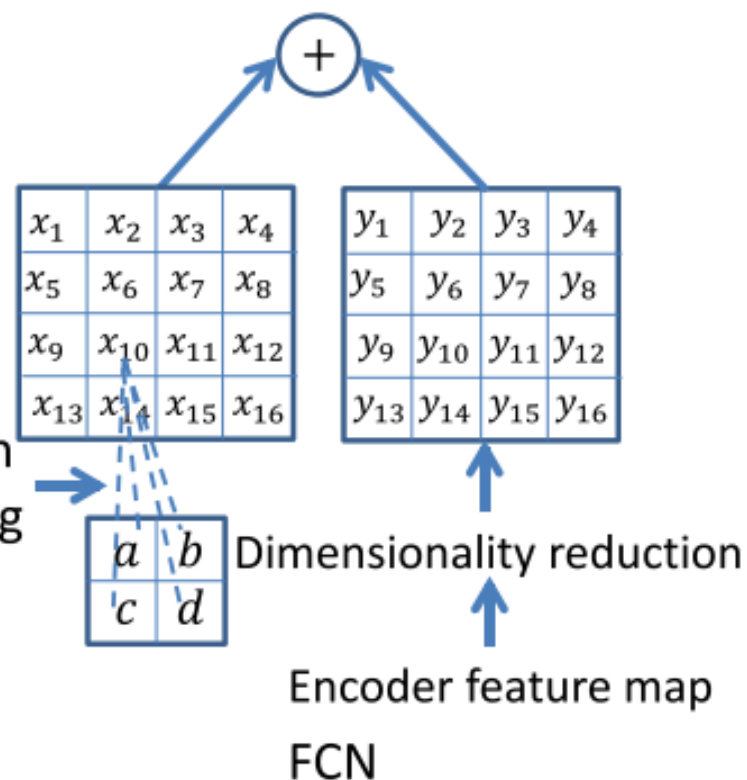 +
x₁ x₂ x₃ x₄
x₅ x₆ x₇ x₈
x₉ x₁₀ x₁₁ x₁₂
x₁₃ x₁₄ x₁₅ x₁₆
y₁ y₂ y₃ y₄
y₅ y₆ y₇ y₈
y₉ y₁₀ y₁₁ y₁₂
y₁₃ y₁₄ y₁₅ y₁₆
a b
c d
Dimensionality reduction
Encoder feature map
FCN